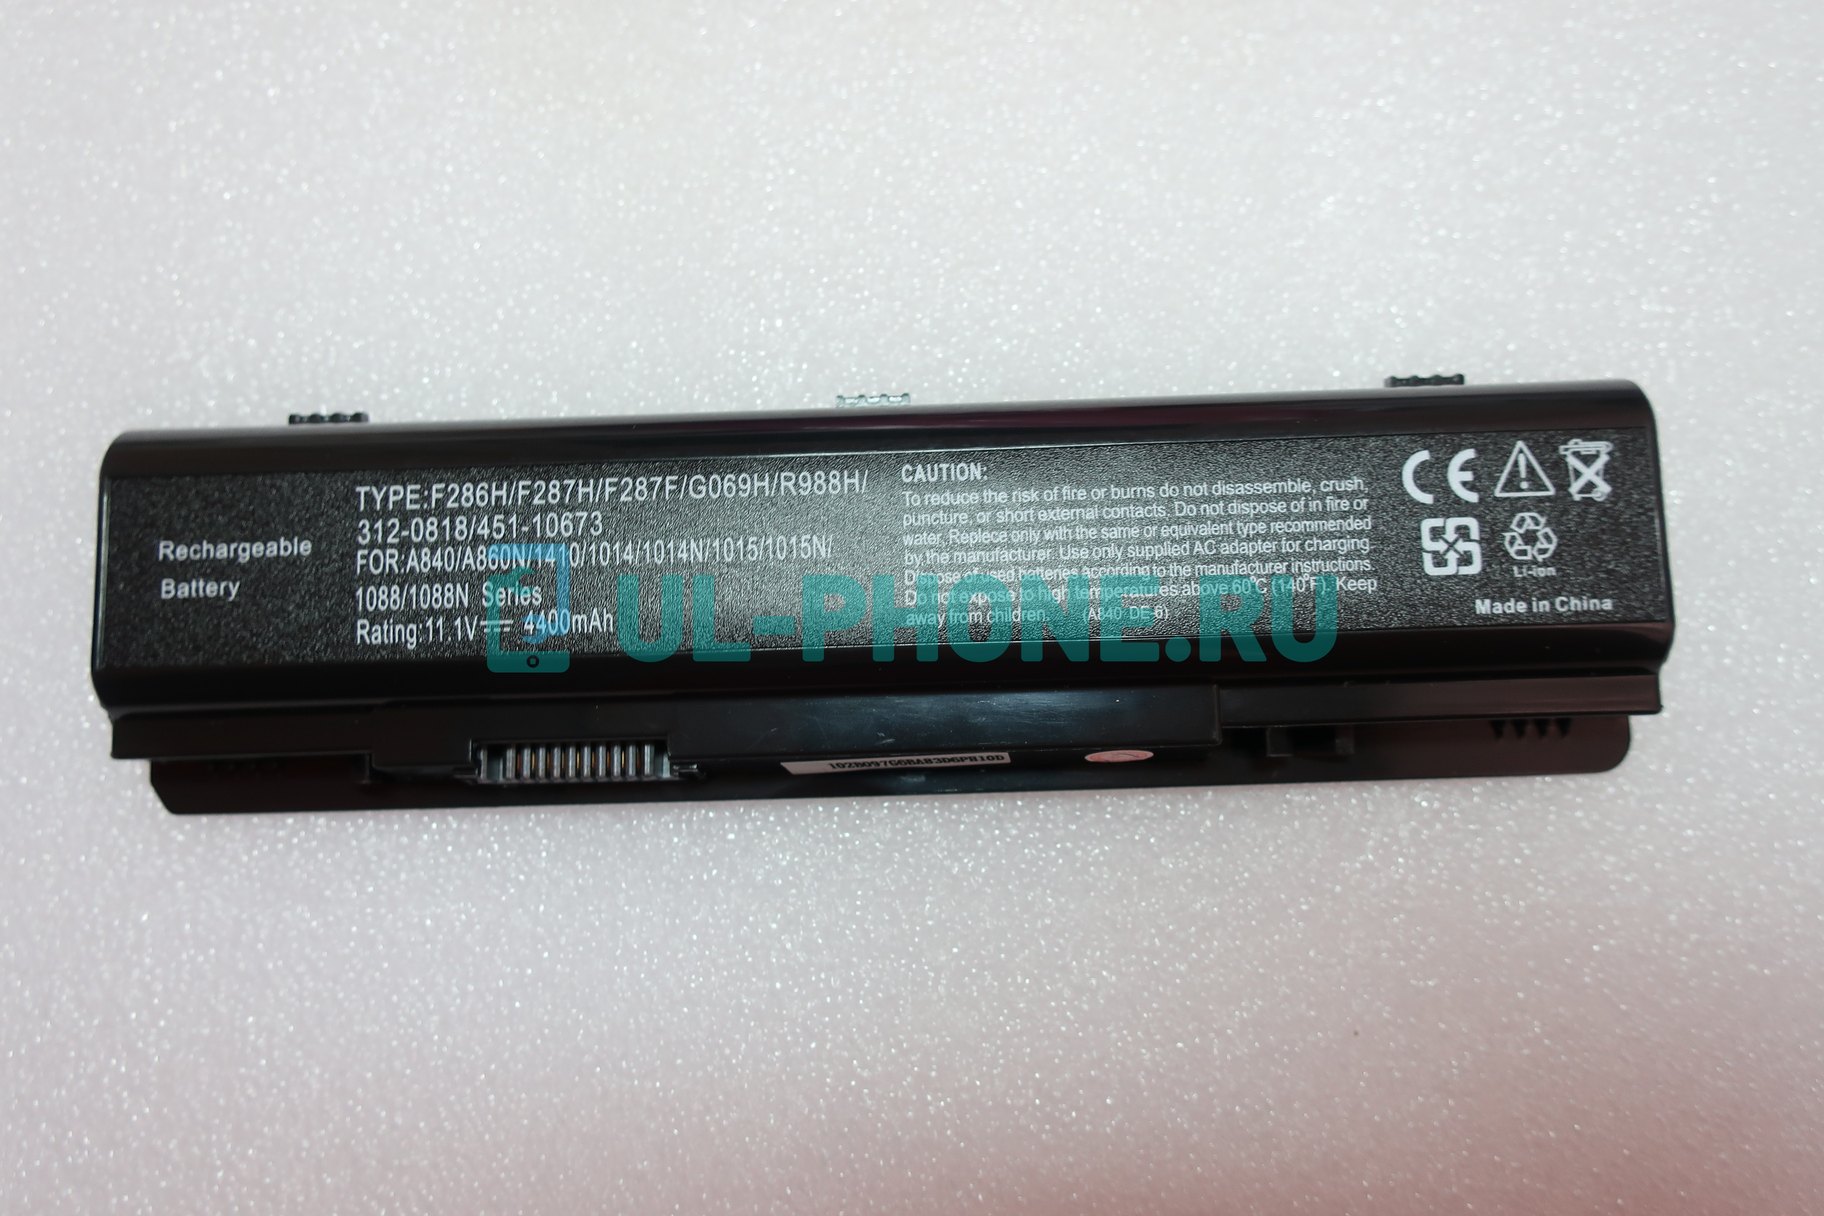 Rechargeable
Battery
TYPE:F286H/F287H/F287F/G069H/R988H/
312-0818/451-10673
FOR:A840/A860N/1410/1014/1014N/1015/1015N/
1088/1088N Series
Rating:11.1V 4400mAh
CAUTION:
To reduce the risk of fire or burns do not disassemble, crush,
puncture, or short external contacts. Do not dispose of in fire or
water. Replace only with the same or equivalent type recommended
by the manufacturer. Use only supplied AC adapter for charging.
Dispose of used batteries according to the manufacturer instructions.
Do not expose to high temperatures above 60°C (140°F). Keep
away from children. (A840-DE-6)
CE
Li-ion
Made in China
UL-PHONE.RU